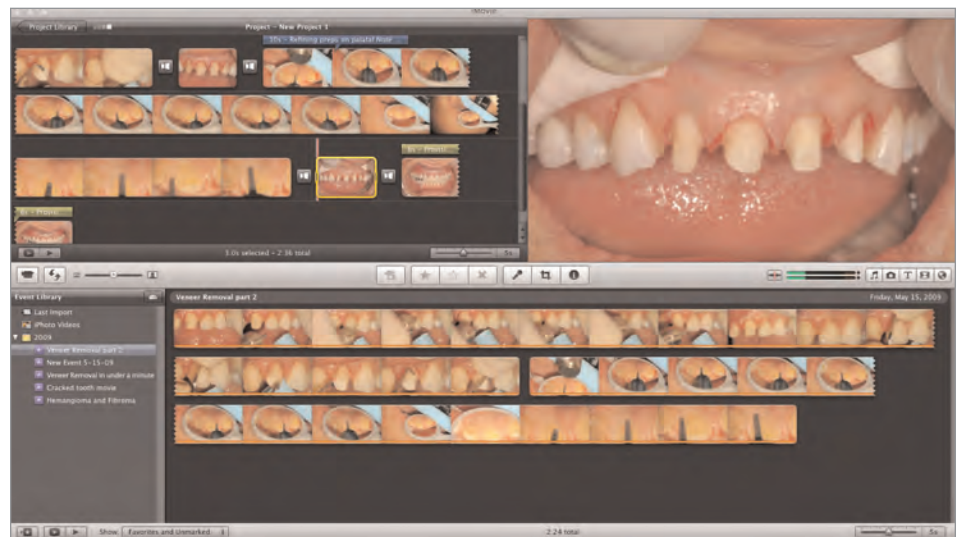 iMovie
Project Library
Project - New Project 3
10s - Refining preps on palatal
3.0s selected - 2:36 total
5s
Event Library
Veneer Removal part 2
Friday, May 15, 2009
Last Import
iPhoto Videos
2009
Veneer Removal part 2
New Event 5-15-09
Veneer Removal in under a minute
Cracked tooth movie
Hemangioma and Fibroma
Show:
Favorites and Unmarked
2:24 total
5s